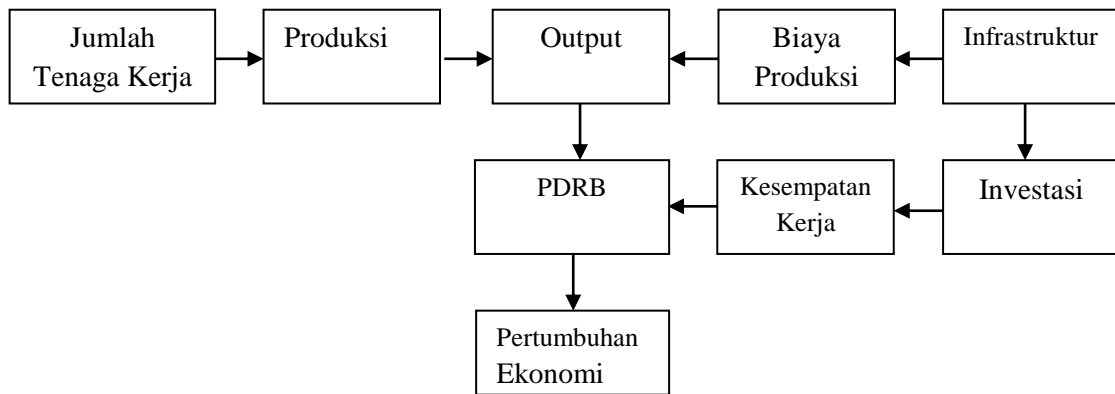 Jumlah
Tenaga Kerja
Produksi
Output
Biaya
Produksi
Infrastruktur
PDRB
Kesempatan
Kerja
Investasi
Pertumbuhan
Ekonomi